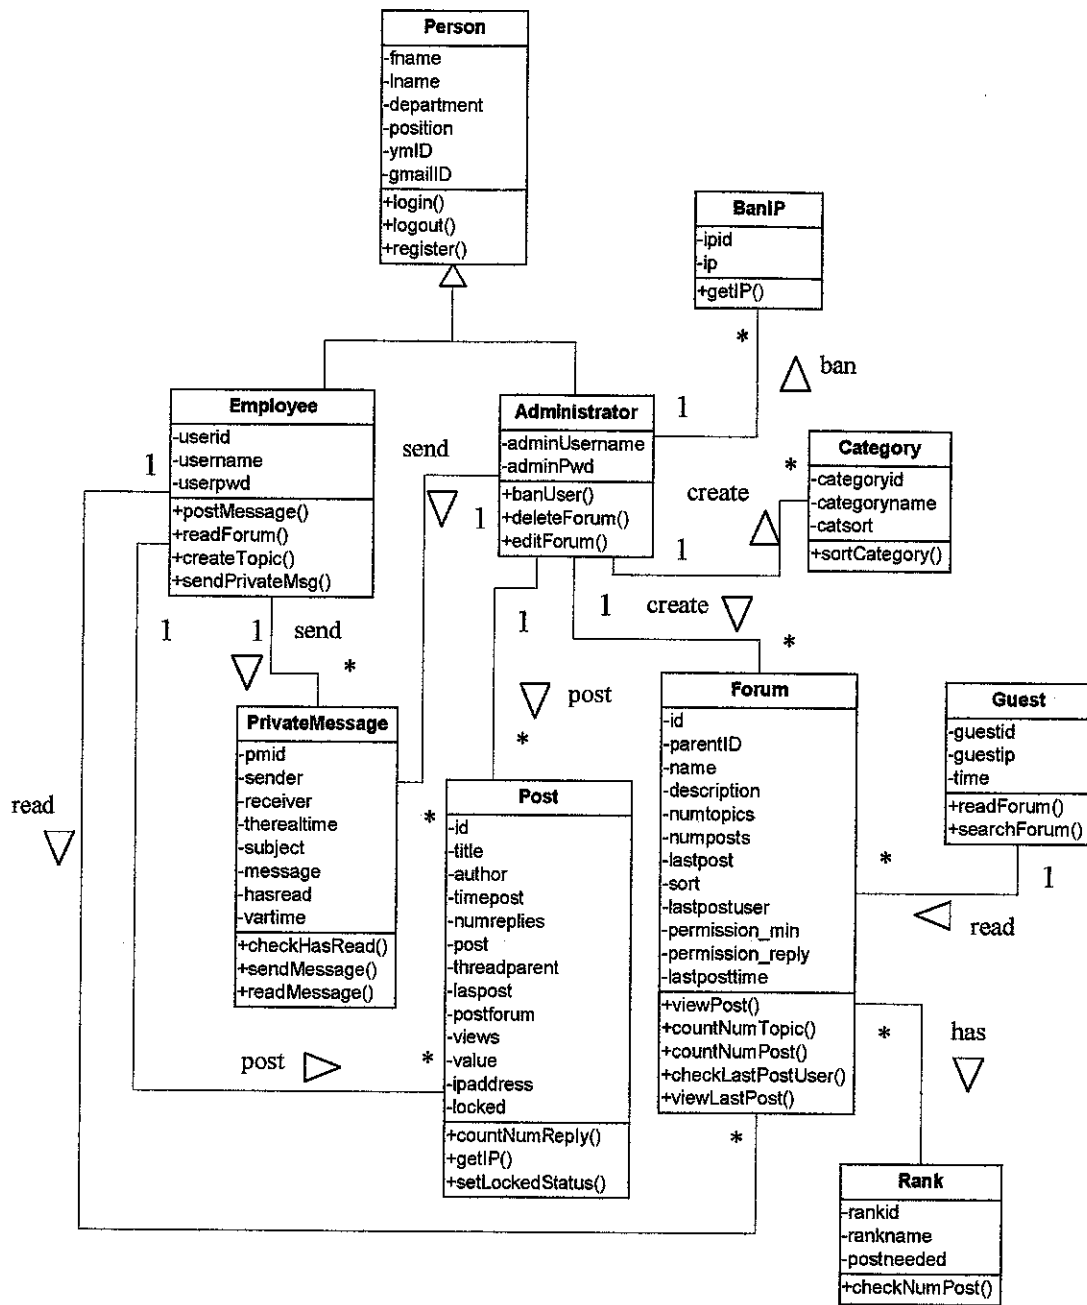 Person
-fname
-lname
-department
-position
-ymID
-gmailID
+login()
+logout()
+register()
BanIP
-ipid
-ip
+getIP()
*
ban
1
Employee
-userid
-username
-userpwd
+postMessage()
+readForum()
+createTopic()
+sendPrivateMsg()
1
send
Administrator
-adminUsername
-adminPwd
+banUser()
+deleteForum()
+editForum()
1
Category
-categoryid
-categoryname
-catsort
+sortCategory()
*
create
1
1
1
send
*
1
1
create
*
post
*
PrivateMessage
-pmid
-sender
-receiver
-therealtime
-subject
-message
-hasread
-vartime
+checkHasRead()
+sendMessage()
+readMessage()
*
read
Post
-id
-title
-author
-timepost
-numreplies
-post
-threadparent
-laspost
-postforum
-views
-value
-ipaddress
-locked
+countNumReply()
+getIP()
+setLockedStatus()
post
*
Forum
-id
-parentID
-name
-description
-numtopics
-numposts
-lastpost
-sort
-lastpostuser
-permission_min
-permission_reply
-lastposttime
+viewPost()
+countNumTopic()
+countNumPost()
+checkLastPostUser()
+viewLastPost()
*
Guest
-guestid
-guestip
-time
+readForum()
+searchForum()
*
1
read
*
has
Rank
-rankid
-rankname
-postneeded
+checkNumPost()